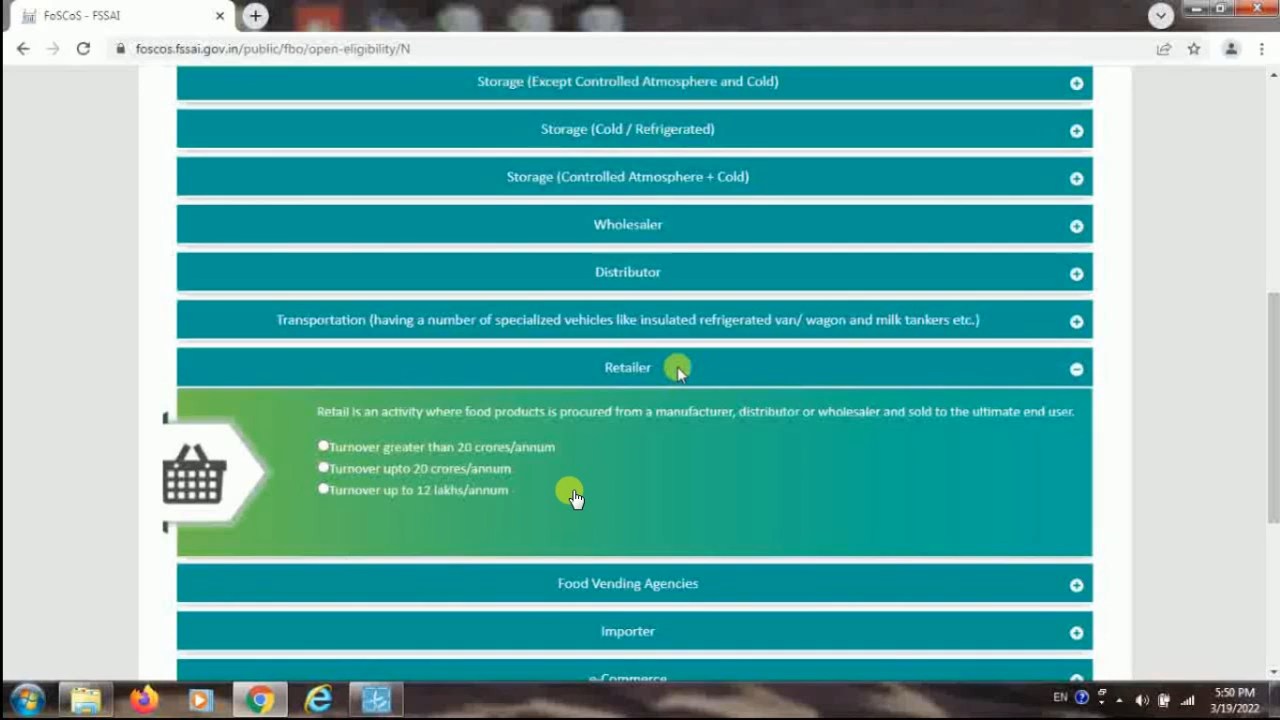 FoSCoS - FSSAI
foscos.fssai.gov.in/public/fbo/open-eligibility/N
Storage (Except Controlled Atmosphere and Cold)
Storage (Cold / Refrigerated)
Storage (Controlled Atmosphere + Cold)
Wholesaler
Distributor
Transportation (having a number of specialized vehicles like insulated refrigerated van/ wagon and milk tankers etc.)
Retailer
Retail is an activity where food products is procured from a manufacturer, distributor or wholesaler and sold to the ultimate end user.
Turnover greater than 20 crores/annum
Turnover upto 20 crores/annum
Turnover up to 12 lakhs/annum
Food Vending Agencies
Importer
e-Commerce
EN
5:50 PM
3/19/2022